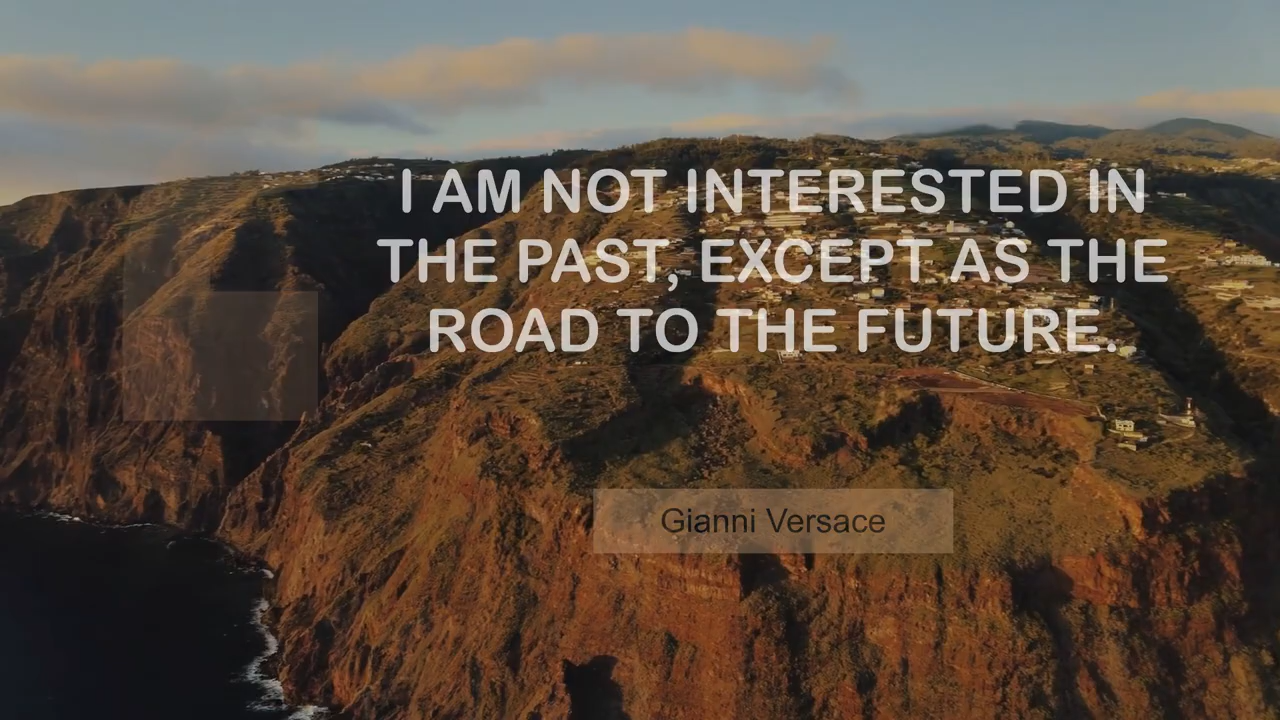 I AM NOT INTERESTED IN
THE PAST, EXCEPT AS THE
ROAD TO THE FUTURE.
Gianni Versace